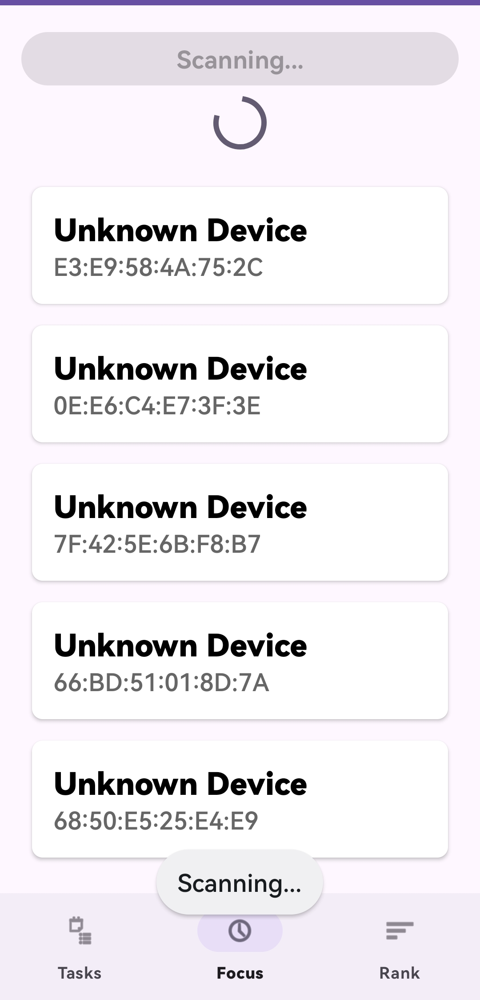 Scanning...
Unknown Device
E3:E9:58:4A:75:2C
Unknown Device
0E:E6:C4:E7:3F:3E
Unknown Device
7F:42:5E:6B:F8:B7
Unknown Device
66:BD:51:01:8D:7A
Unknown Device
68:50:E5:25:E4:E9
Scanning...
Tasks
Focus
Rank